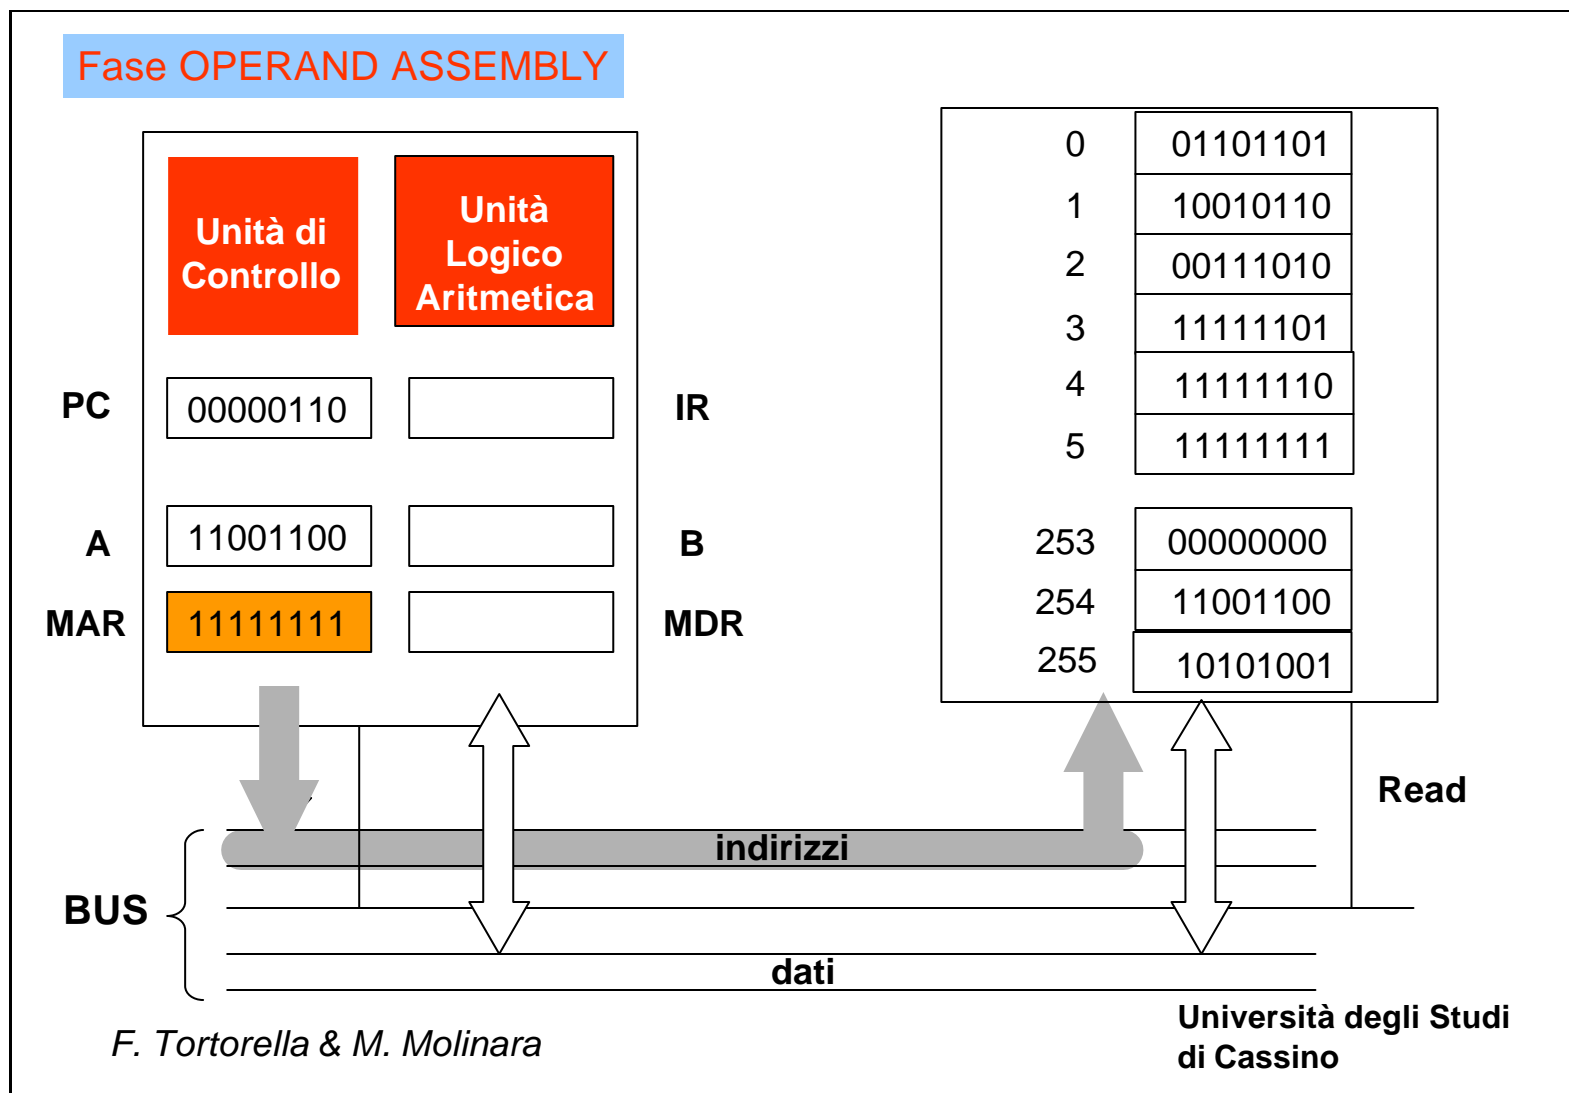 Fase OPERAND ASSEMBLY
Unità di
Controllo
Unità
Logico
Aritmetica
PC 00000110 IR
A 11001100 B
MAR 11111111 MDR
0 01101101
1 10010110
2 00111010
3 11111101
4 11111110
5 11111111
253 00000000
254 11001100
255 10101001
Read
indirizzi
BUS
dati
F. Tortorella & M. Molinara
Università degli Studi
di Cassino